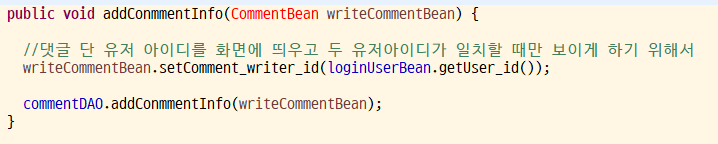 public void addConmmentInfo(CommentBean writeCommentBean) {
//댓글 단 유저 아이디를 화면에 띄우고 두 유저아이디가 일치할 때만 보이게 하기 위해서
writeCommentBean.setComment_writer_id(loginUserBean.getUser_id());
commentDAO.addConmmentInfo(writeCommentBean);
}